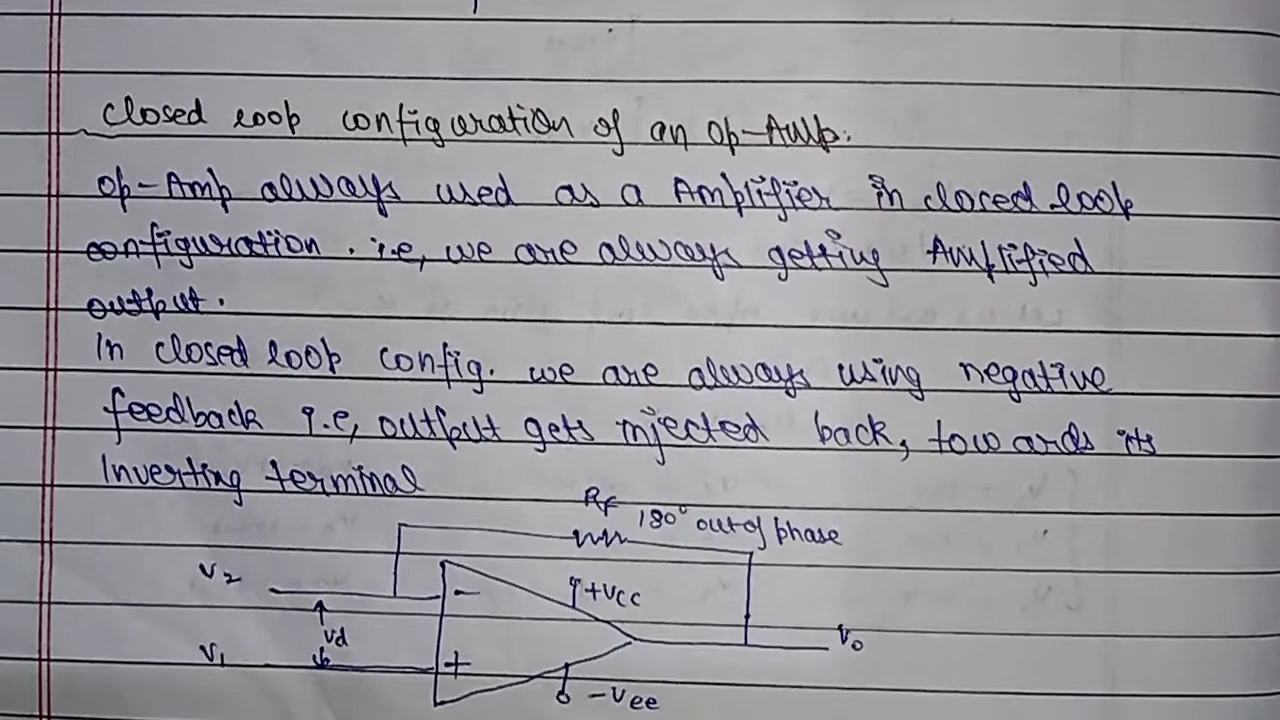 closed loop configuration of an op-Amp.
op-Amp always used as a Amplifier in closed loop
configuration. i.e, we are always getting Amplified
output.
In closed loop config. we are always using negative
feedback i.e, output gets injected back, towards its
Inverting terminal
Rf 180° out of phase
V2
-
+Vcc
Vd
Vo
V1
+
-Vee